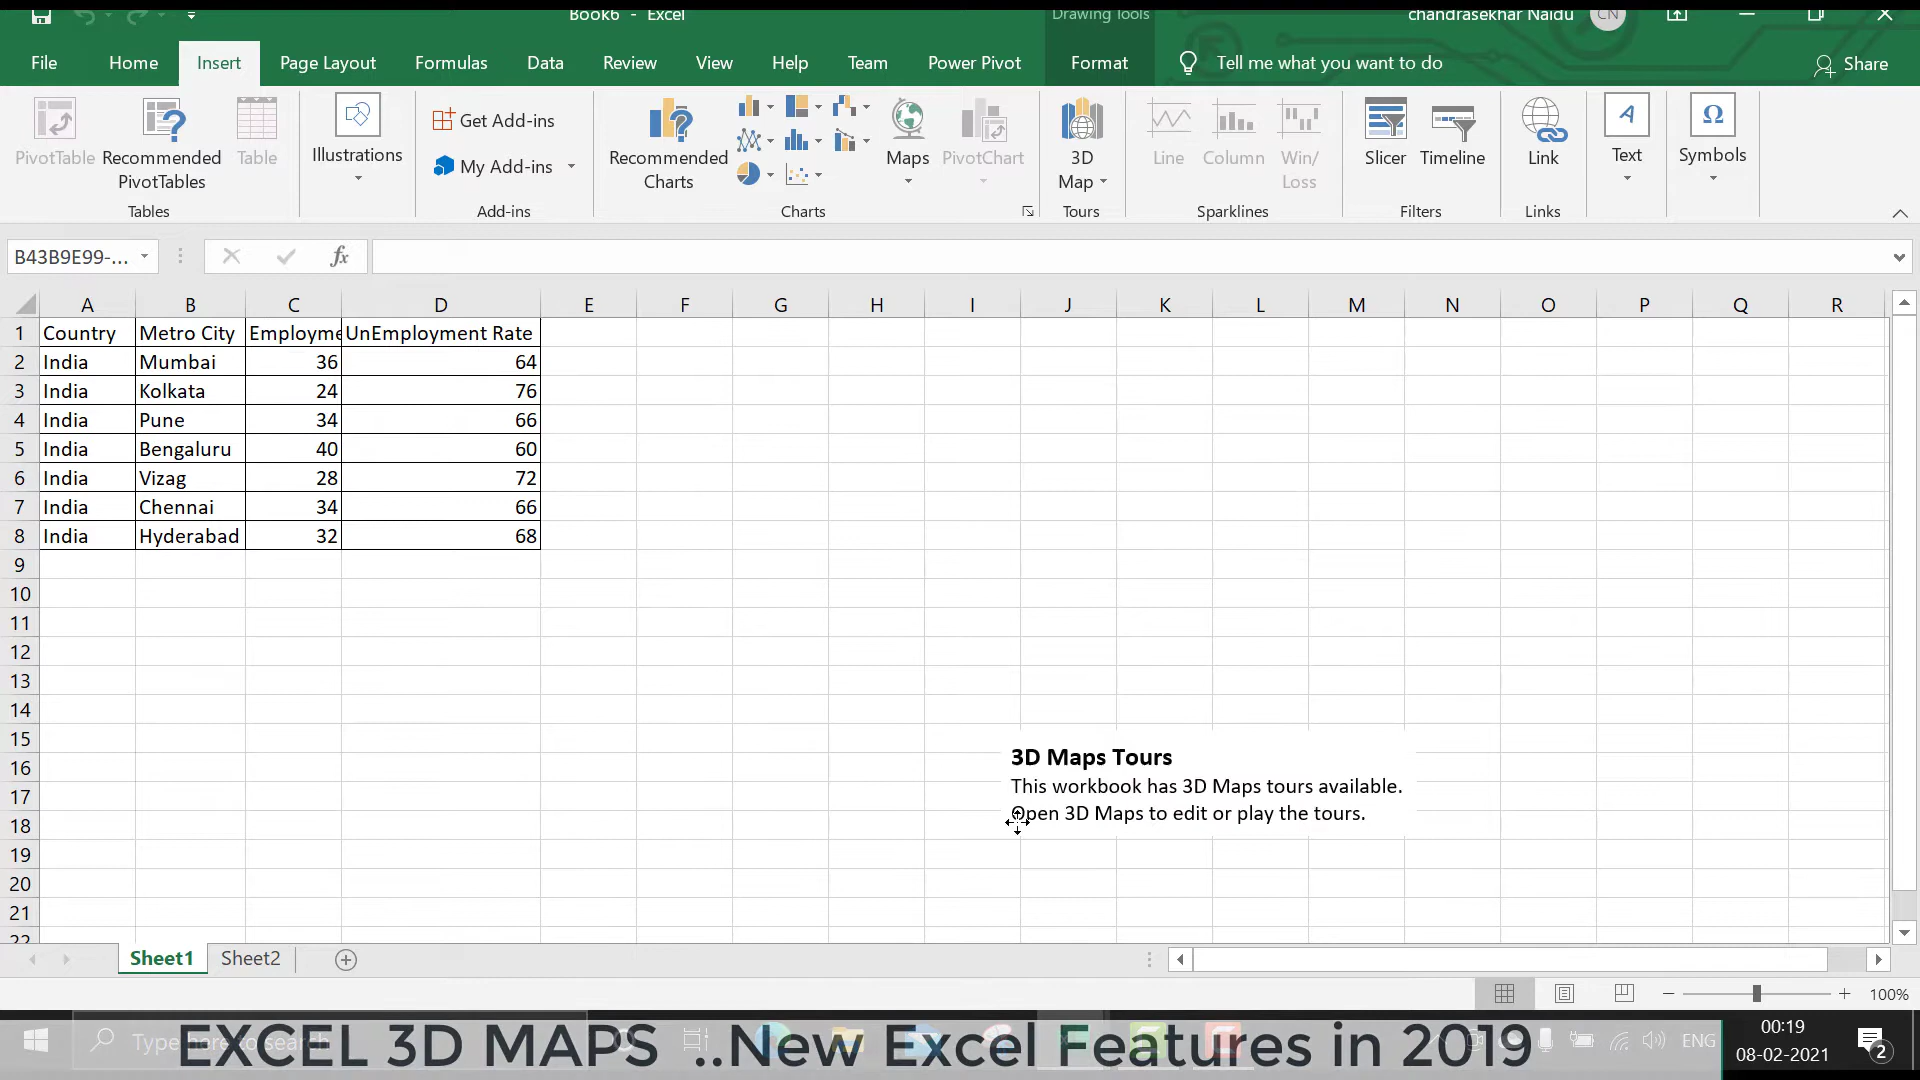 Book6 - Excel
Drawing Tools
chandrasekhar Naidu
CN
File Home Insert Page Layout Formulas Data Review View Help Team Power Pivot Format Tell me what you want to do Share
PivotTable
Recommended
PivotTables
Table
Tables
Illustrations
Get Add-ins
My Add-ins
Add-ins
Recommended
Charts
Maps
PivotChart
Charts
3D
Map
Tours
Line
Column
Win/
Loss
Sparklines
Slicer
Timeline
Filters
Link
Links
Text
Symbols
B43B9E99-...
fx
A B C D E F G H I J K L M N O P Q R
1 Country Metro City Employme UnEmployment Rate
2 India Mumbai 36 64
3 India Kolkata 24 76
4 India Pune 34 66
5 India Bengaluru 40 60
6 India Vizag 28 72
7 India Chennai 34 66
8 India Hyderabad 32 68
9
10
11
12
13
14
15
16
17
18
19
20
21
22
3D Maps Tours
This workbook has 3D Maps tours available.
Open 3D Maps to edit or play the tours.
Sheet1 Sheet2
100%
Type here to search
EXCEL 3D MAPS ..New Excel Features in 2019
ENG
00:19
08-02-2021
2